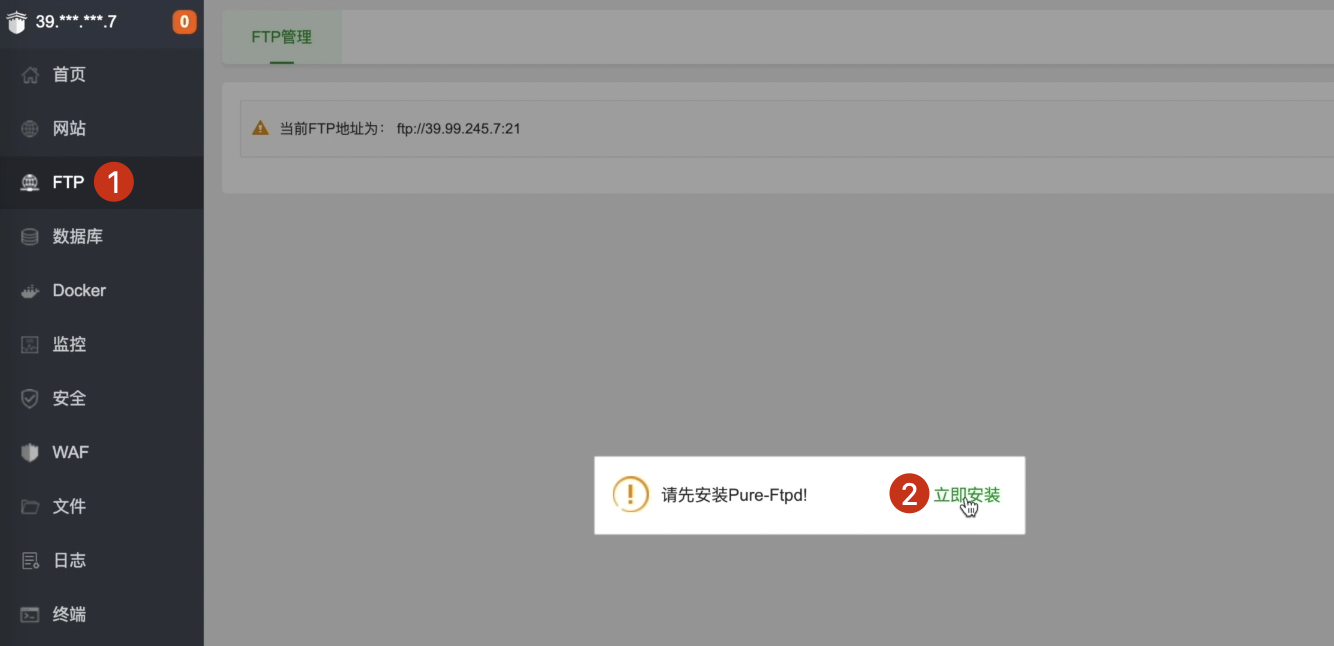 39.***.***.7
0
首页
网站
FTP
1
数据库
Docker
监控
安全
WAF
文件
日志
终端
FTP管理
当前FTP地址为： ftp://39.99.245.7:21
请先安装Pure-Ftpd!
2
立即安装